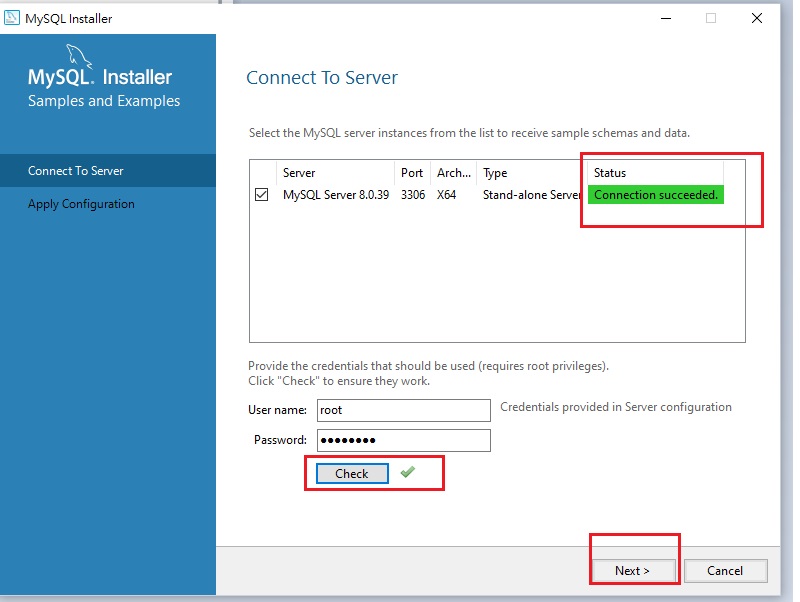 MySQL Installer
MySQL. Installer
Samples and Examples
Connect To Server
Apply Configuration
Connect To Server
Select the MySQL server instances from the list to receive sample schemas and data.
Server Port Arch... Type Status
MySQL Server 8.0.39 3306 X64 Stand-alone Server Connection succeeded.
Provide the credentials that should be used (requires root privileges).
Click "Check" to ensure they work.
User name: root Credentials provided in Server configuration
Password: ●●●●●●●●
Check
Next > Cancel